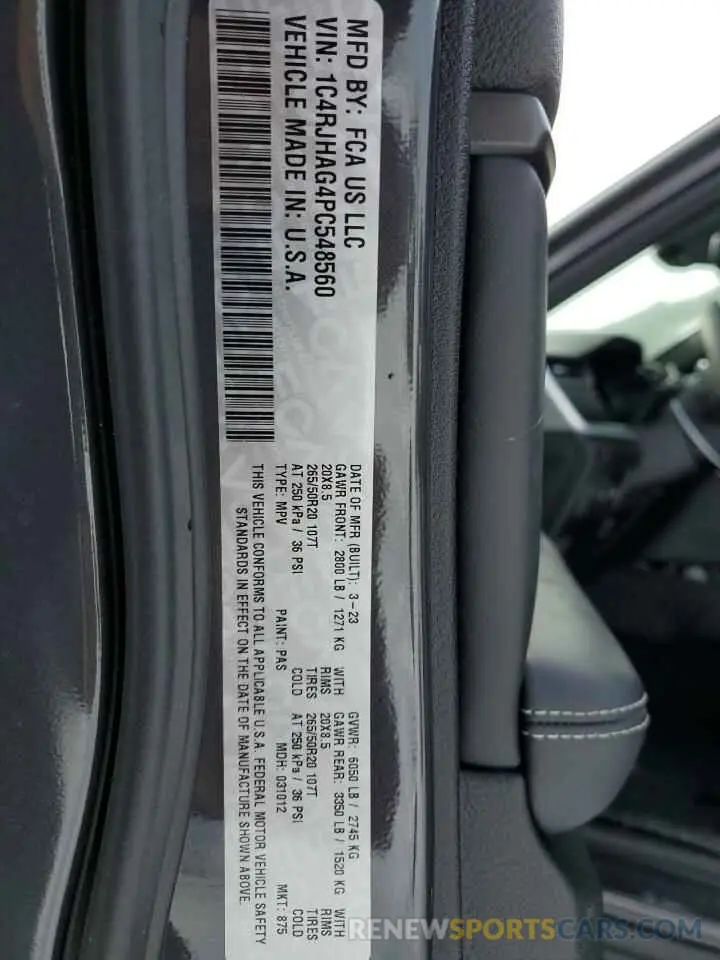 MFD BY: FCA US LLC
VIN: 1C4RJHAG4PC548560
VEHICLE MADE IN: U.S.A.
DATE OF MFR (BUILT): 3-23 GVWR: 6050 LB / 2745 KG
GAWR FRONT: 2800 LB / 1271 KG WITH GAWR REAR: 3350 LB / 1520 KG WITH
20X8.5 RIMS 20X8.5 RIMS
265/50R20 107T TIRES 265/50R20 107T TIRES
AT 250 kPa / 36 PSI COLD AT 250 kPa / 36 PSI COLD
TYPE: MPV PAINT: PAS MDH: 031012 MKT: 875
THIS VEHICLE CONFORMS TO ALL APPLICABLE U.S.A. FEDERAL MOTOR VEHICLE SAFETY
STANDARDS IN EFFECT ON THE DATE OF MANUFACTURE SHOWN ABOVE.
RENEWSPORTSCARS.COM